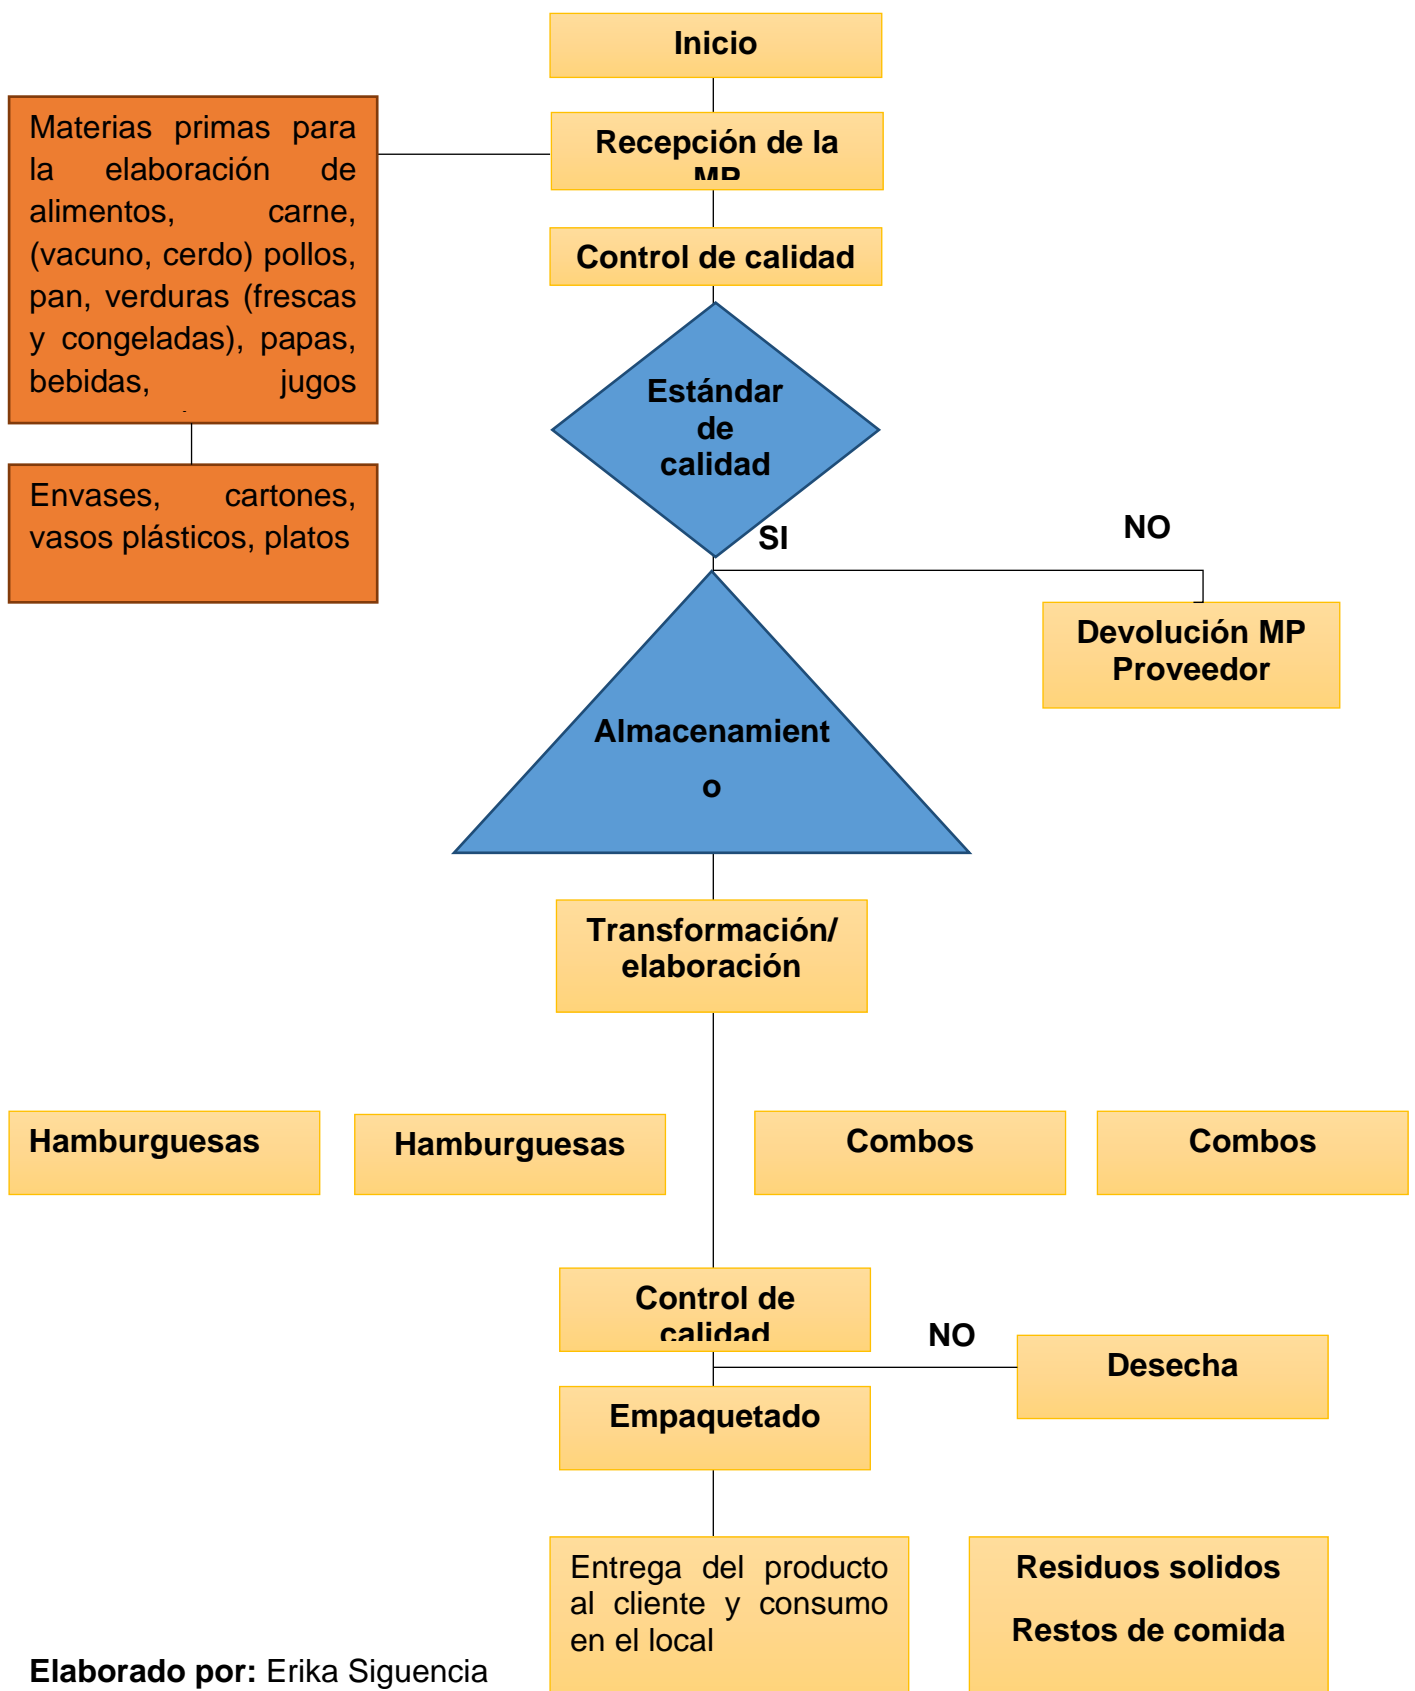 Inicio
Recepción de la
MP
Materias primas para
la elaboración de
alimentos, carne,
(vacuno, cerdo) pollos,
pan, verduras (frescas
y congeladas), papas,
bebidas, jugos
Envases, cartones,
vasos plásticos, platos
Control de calidad
Estándar
de
calidad
SI
NO
Devolución MP
Proveedor
Almacenamient
o
Transformación/
elaboración
Hamburguesas
Hamburguesas
Combos
Combos
Control de
calidad
NO
Desecha
Empaquetado
Entrega del producto
al cliente y consumo
en el local
Residuos solidos
Restos de comida
Elaborado por: Erika Siguencia